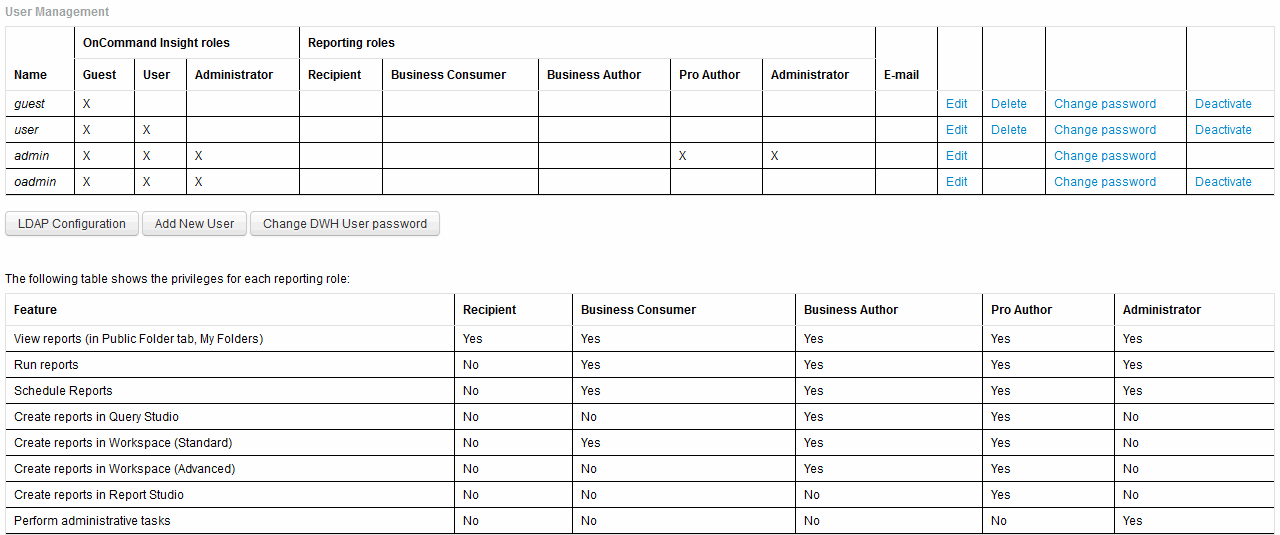 User Management
OnCommand Insight roles Reporting roles
Name Guest User Administrator Recipient Business Consumer Business Author Pro Author Administrator E-mail
guest X Edit Delete Change password Deactivate
user X X Edit Delete Change password Deactivate
admin X X X X X Edit Change password
oadmin X X X Edit Change password Deactivate
LDAP Configuration Add New User Change DWH User password
The following table shows the privileges for each reporting role:
Feature Recipient Business Consumer Business Author Pro Author Administrator
View reports (in Public Folder tab, My Folders) Yes Yes Yes Yes Yes
Run reports No Yes Yes Yes Yes
Schedule Reports No Yes Yes Yes Yes
Create reports in Query Studio No No Yes Yes No
Create reports in Workspace (Standard) No Yes Yes Yes No
Create reports in Workspace (Advanced) No No Yes Yes No
Create reports in Report Studio No No No Yes No
Perform administrative tasks No No No No Yes